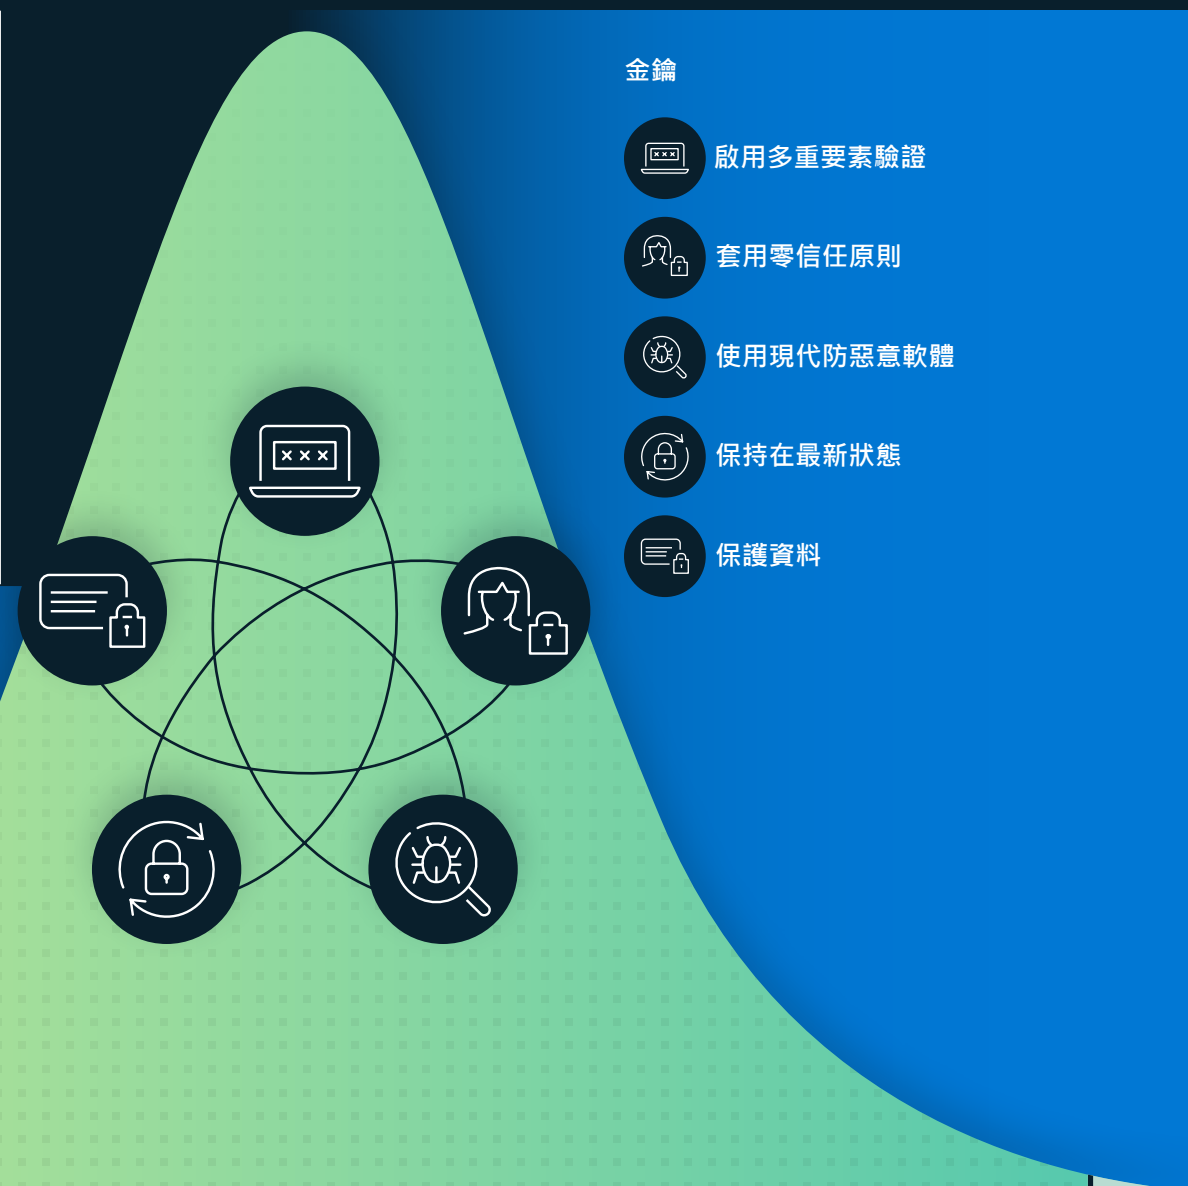 金鑰
啟用多重要素驗證
套用零信任原則
使用現代防惡意軟體
保持在最新狀態
保護資料